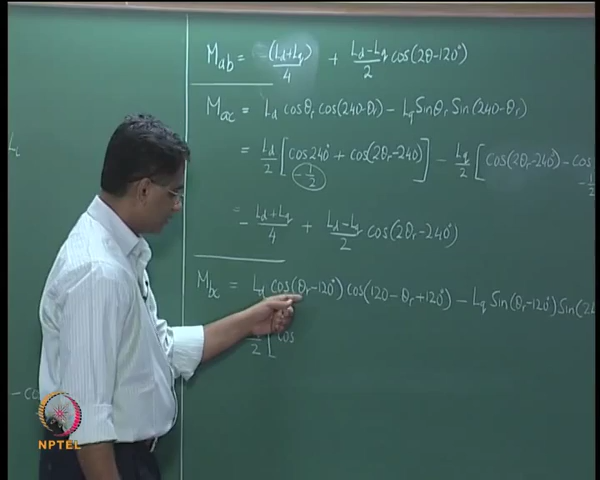 M_ab = -(L_d+L_q)/4 + (L_d-L_q)/2 cos(2θ-120°)
M_ac = L_d cosθ_r cos(240-θ_r) - L_q Sinθ_r Sin(240-θ_r)
= L_d/2 [cos240° + cos(2θ_r-240)] - L_q/2 [cos(2θ_r-240°) - cos
-1/2
-1/2
= - (L_d+L_q)/4 + (L_d-L_q)/2 cos(2θ_r-240°)
M_bc = L_d cos(θ_r-120°) cos(120-θ_r+120°) - L_q Sin(θ_r-120°) Sin(2
2 [cos
- co
NPTEL